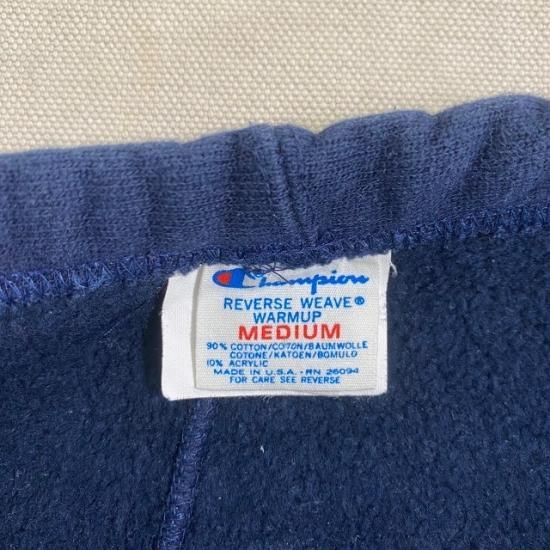 Champion
REVERSE WEAVE®
WARMUP
MEDIUM
90% COTTON/COTON/BAUMWOLLE
COTONE/KATOEN/BOMULD
10% ACRYLIC
MADE IN U.S.A.-RN 26094
FOR CARE SEE REVERSE